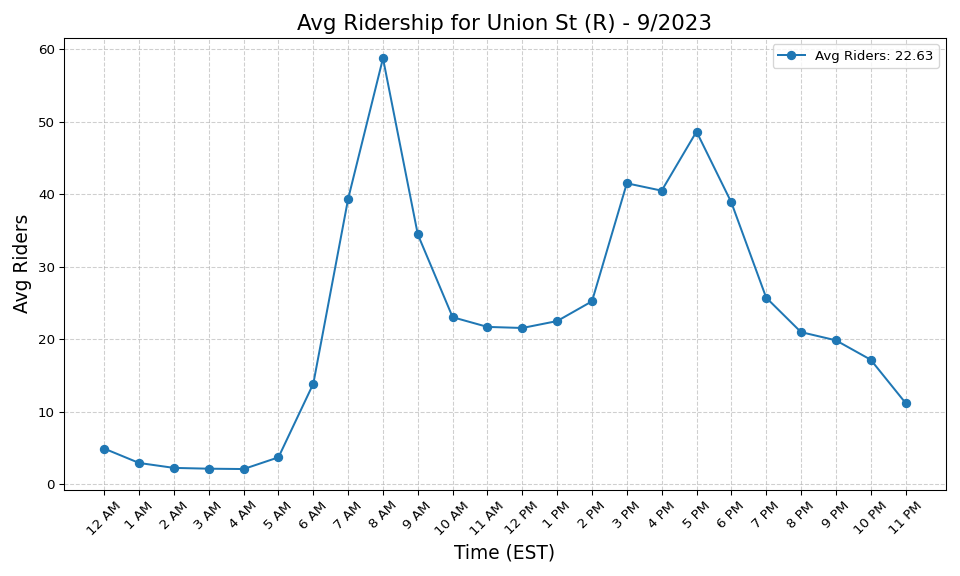 Avg Ridership for Union St (R) - 9/2023
Avg Riders: 22.63
Avg Riders
60
50
40
30
20
10
0
12 AM
1 AM
2 AM
3 AM
4 AM
5 AM
6 AM
7 AM
8 AM
9 AM
10 AM
11 AM
12 PM
1 PM
2 PM
3 PM
4 PM
5 PM
6 PM
7 PM
8 PM
9 PM
10 PM
11 PM
Time (EST)